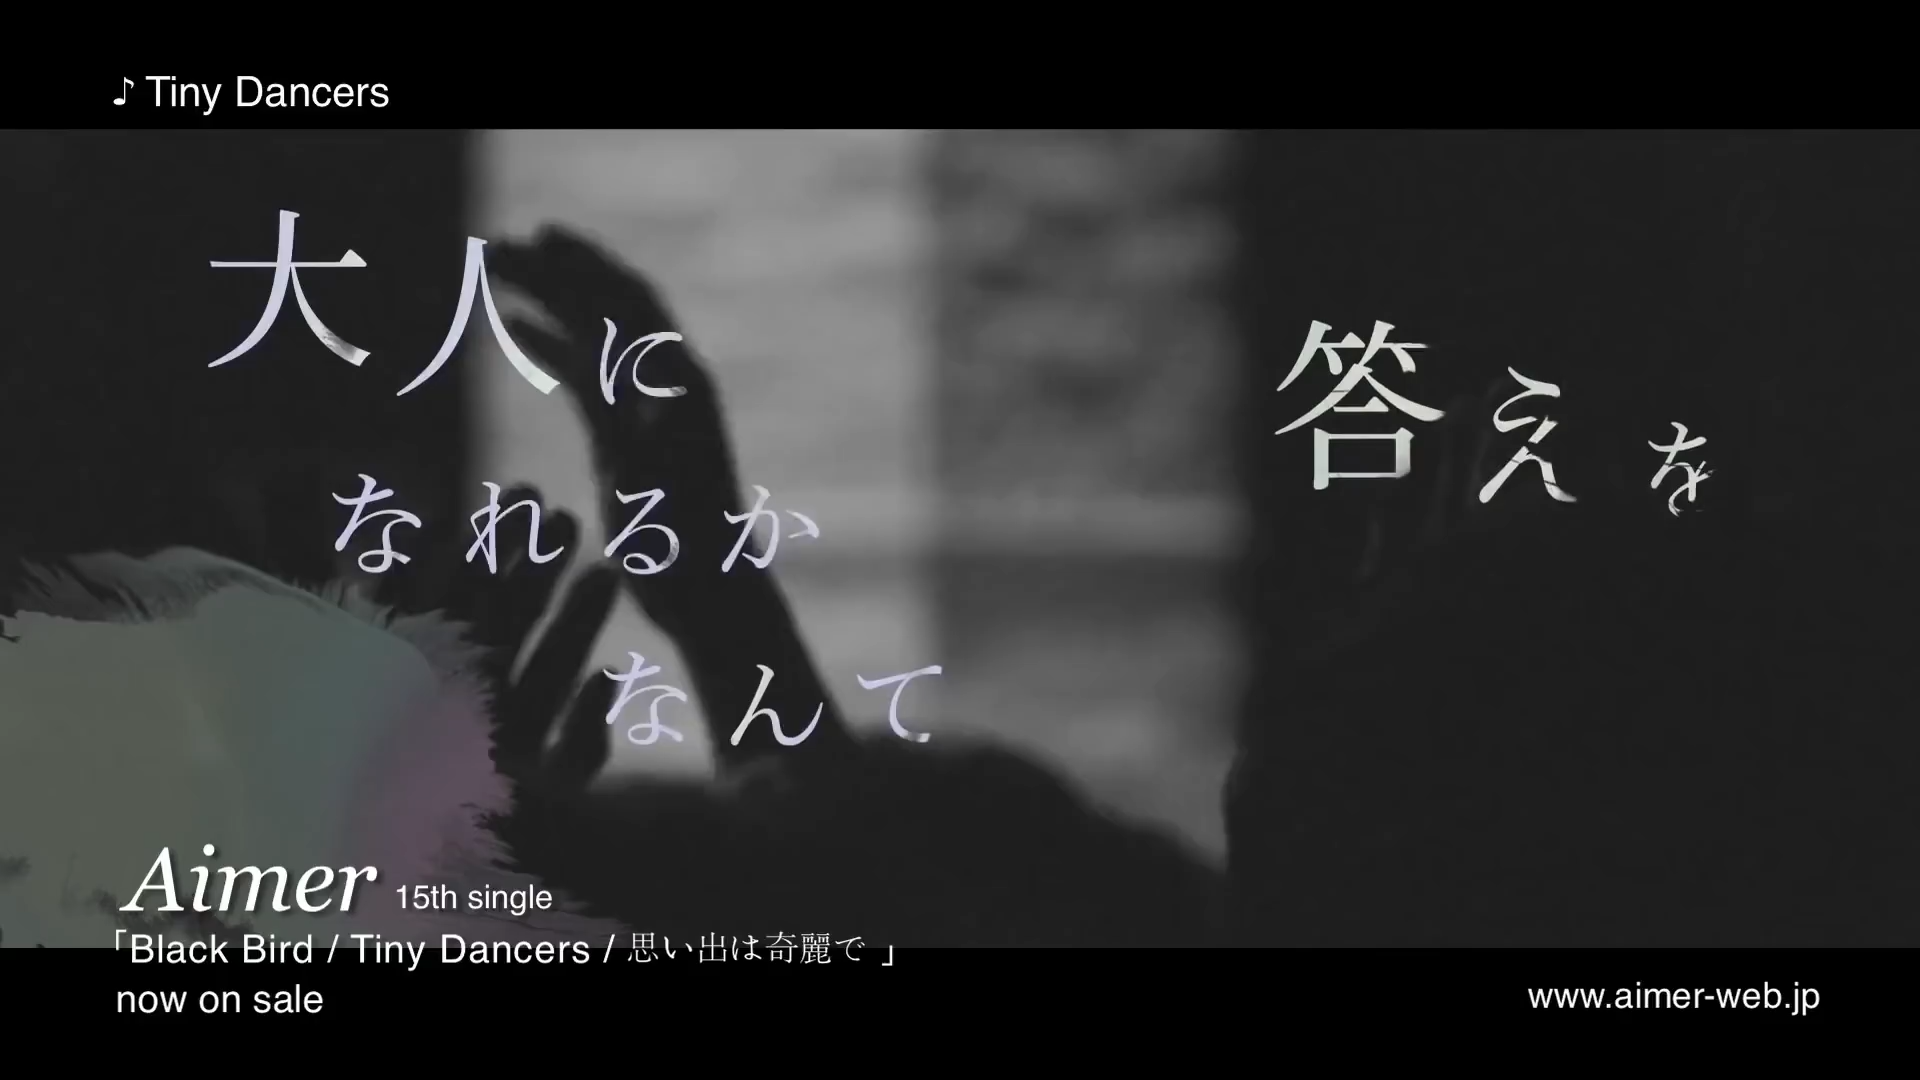 ♪ Tiny Dancers
大人に
なれるか
なんて
答えを
Aimer 15th single
「Black Bird / Tiny Dancers / 思い出は奇麗で 」
now on sale
www.aimer-web.jp